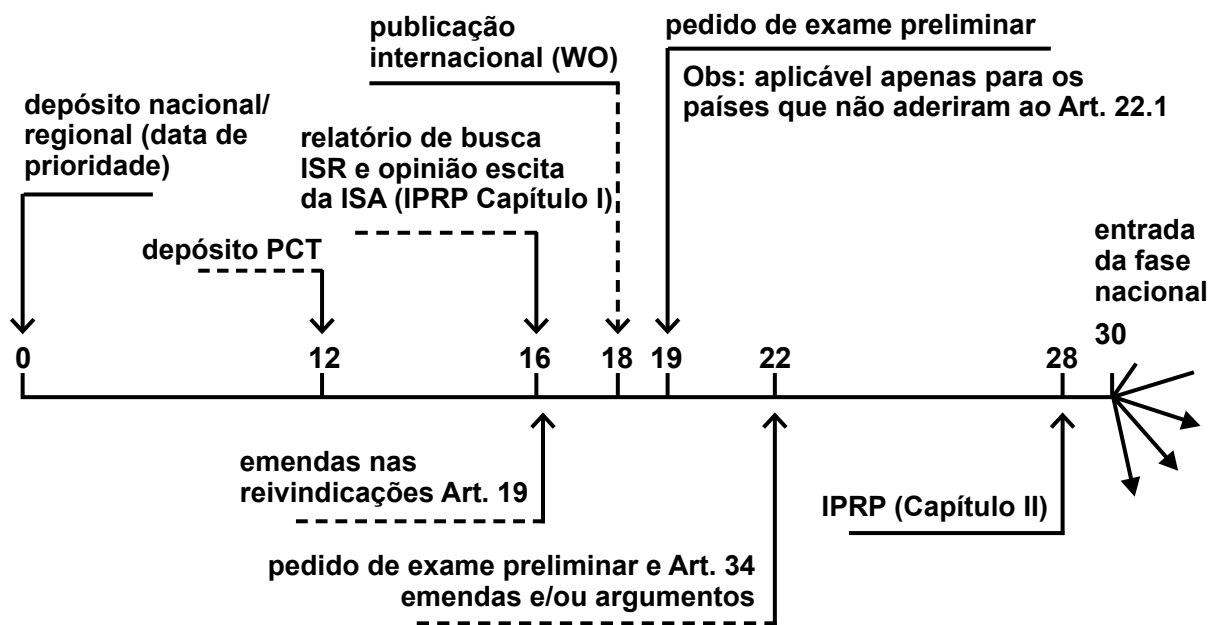 publicação
internacional (WO)
pedido de exame preliminar
Obs: aplicável apenas para os
países que não aderiram ao Art. 22.1
depósito nacional/
regional (data de
prioridade)
relatório de busca
ISR e opinião escita
da ISA (IPRP Capítulo I)
depósito PCT
entrada
da fase
nacional
0
12
16
18
19
22
28
30
emendas nas
reivindicações Art. 19
IPRP (Capítulo II)
pedido de exame preliminar e Art. 34
emendas e/ou argumentos